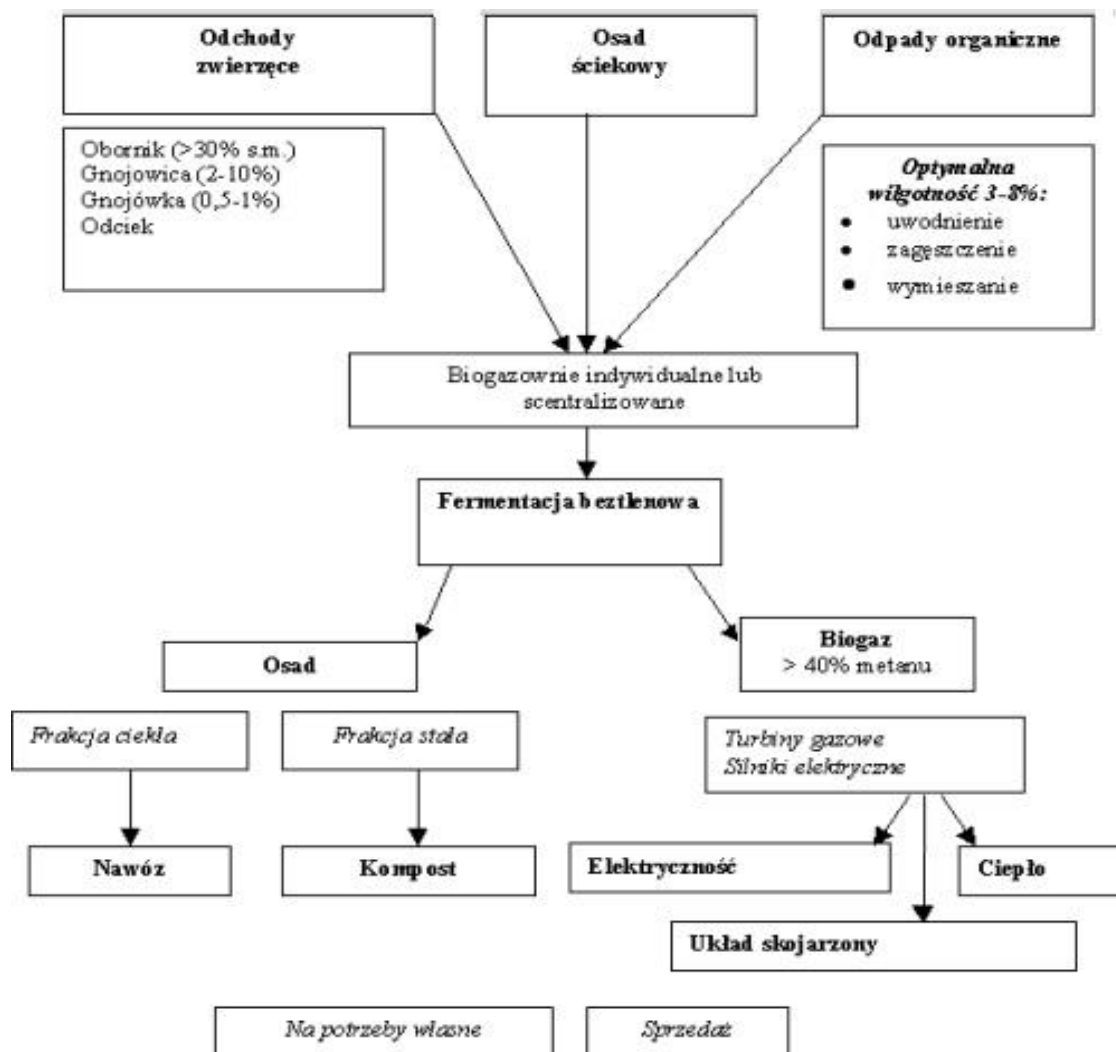 Odchody
zwierzęce
Osad
ściekowy
Odpady organiczne
Obornik (>30% s.m.)
Gnojowica (2-10%)
Gnojówka (0,5-1%)
Odciek
Optymalna
wilgotność 3-8%:
• uwodnienie
• zagęszczenie
• wymieszanie
Biogazownie indywidualne lub
scentralizowane
Fermentacja beztlenowa
Osad
Biogaz
> 40% metanu
Frakcja ciekła
Frakcja stała
Turbiny gazowe
Silniki elektryczne
Nawóz
Kompost
Elektryczność
Ciepło
Układ skojarzony
Na potrzeby własne
Sprzedaż